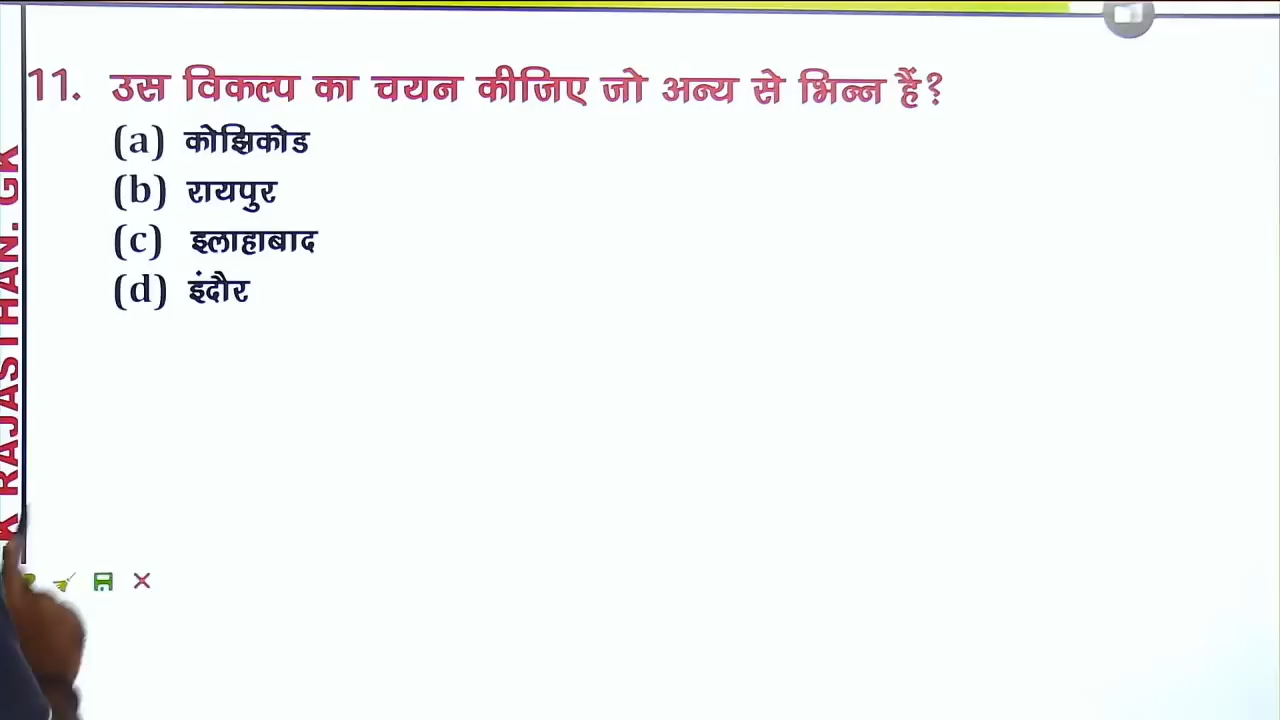 11. उस विकल्प का चयन कीजिए जो अन्य से भिन्न हैं?
(a) कोझिकोड
(b) रायपुर
(c) इलाहाबाद
(d) इंदौर
K RAJASTHAN. GK